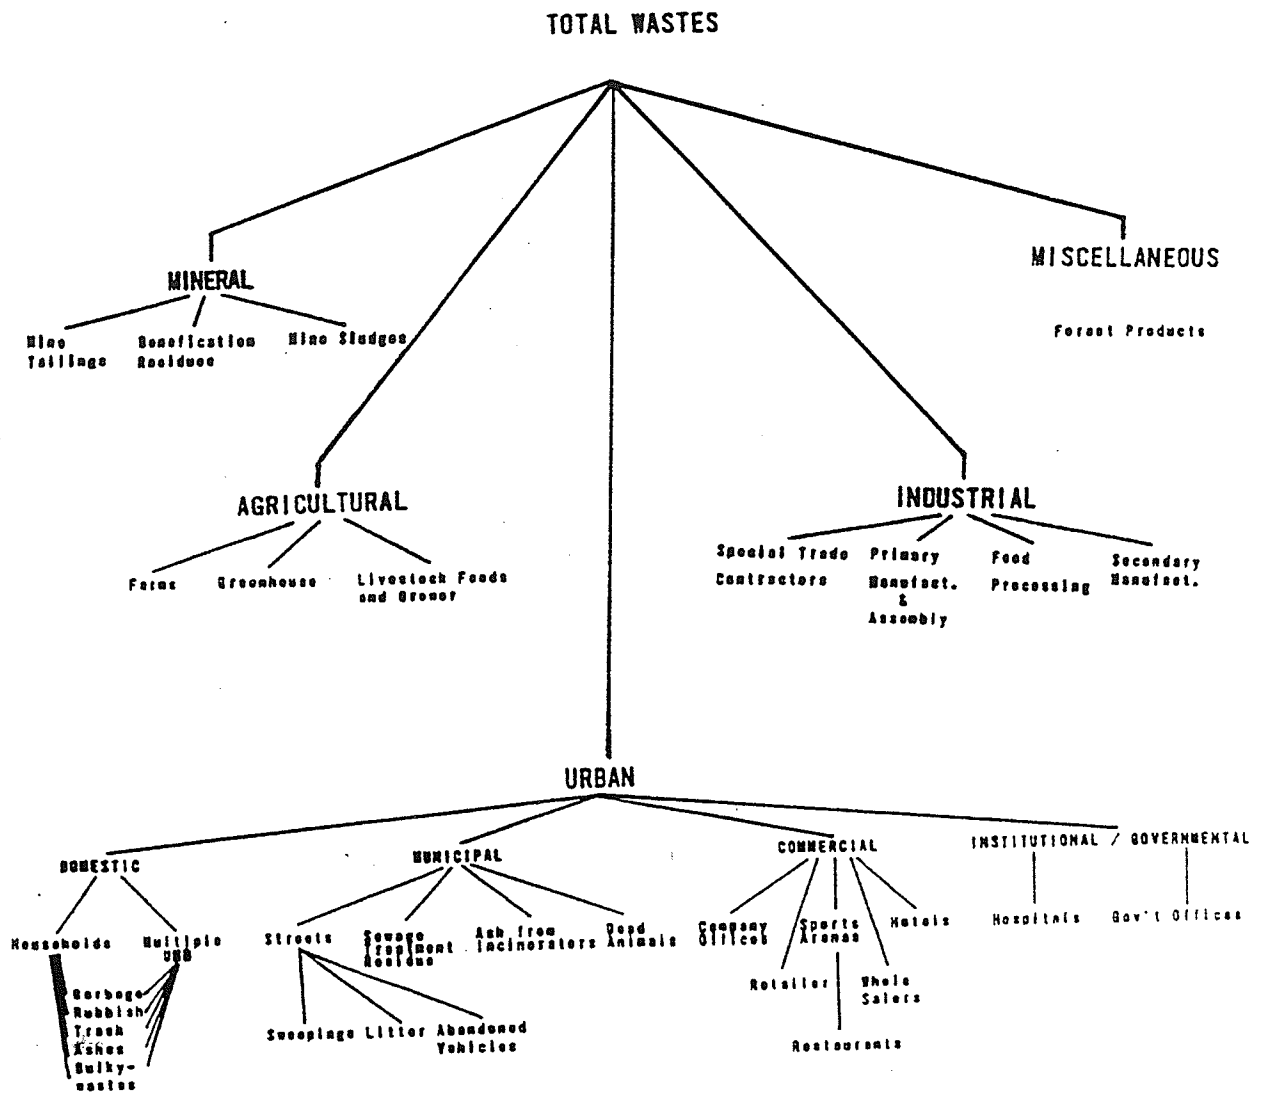 TOTAL WASTES
MINERAL
Mine
Tailings
Benefication
Residues
Mine Sludges
MISCELLANEOUS
Forest Products
AGRICULTURAL
Farms
Greenhouse
Livestock Foods
and Grower
INDUSTRIAL
Special Trade
Contractors
Primary
Manufact.
&
Assembly
Food
Processing
Secondary
Manufact.
URBAN
DOMESTIC
Households
Multiple
Garbage
Rubbish
Trash
Ashes
Bulky-
wastes
MUNICIPAL
Streets
Sweepings
Litter
Abandoned
Vehicles
Sewage
Treatment
Residue
Ash from
Incinerators
Dead
Animals
COMMERCIAL
Company
Offices
Retailer
Sports
Arenas
Restaurants
Whole
Salers
Hotels
INSTITUTIONAL / GOVERNMENTAL
Hospitals
Gov't Offices